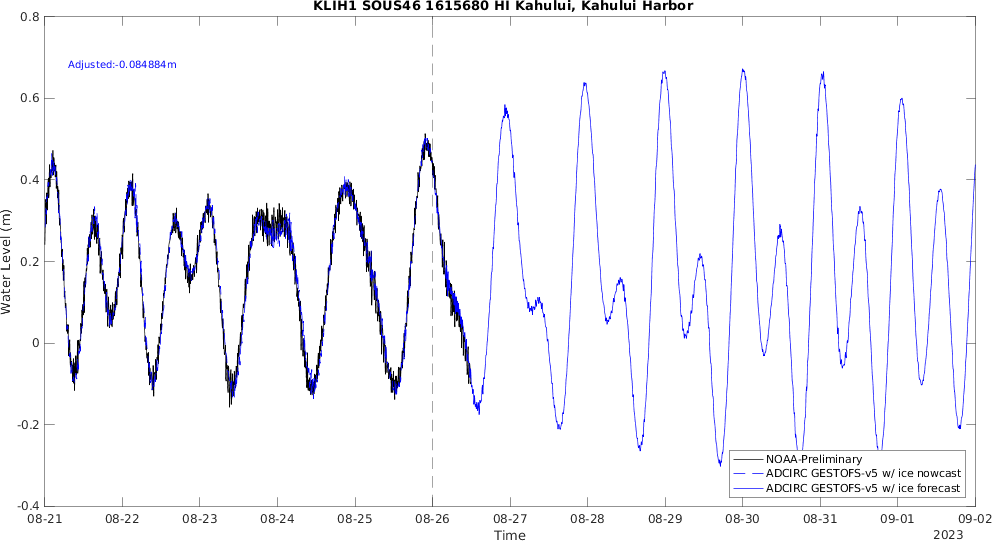 KLIH1 SOUS46 1615680 HI Kahului, Kahului Harbor
Adjusted:-0.084884m
0.8
0.6
0.4
0.2
0
-0.2
-0.4
Water Level (m)
NOAA-Preliminary
ADCIRC GESTOFS-v5 w/ ice nowcast
ADCIRC GESTOFS-v5 w/ ice forecast
08-21 08-22 08-23 08-24 08-25 08-26 08-27 08-28 08-29 08-30 08-31 09-01 09-02
Time
2023